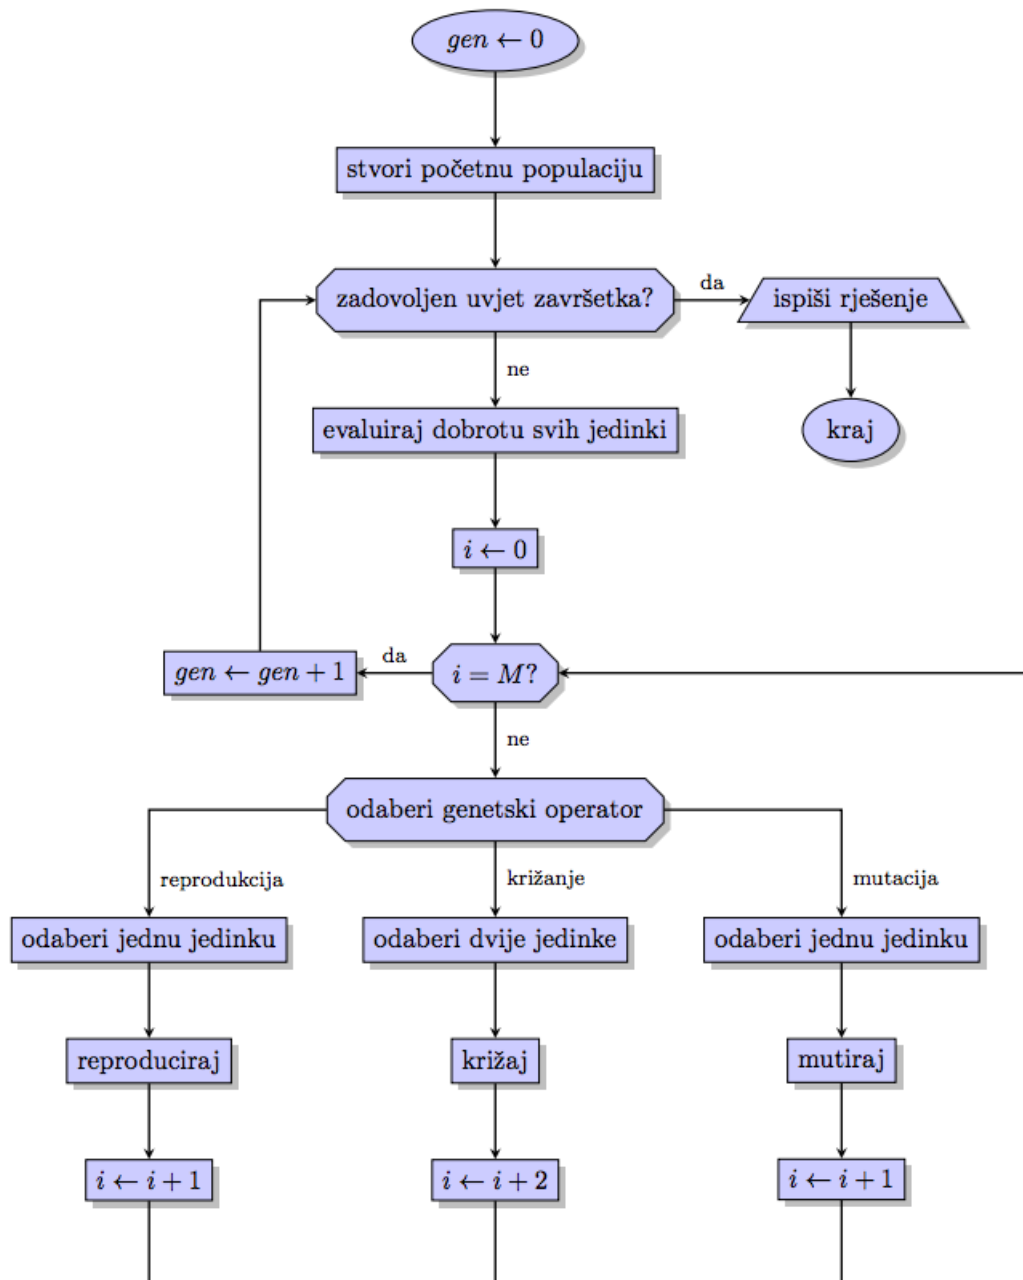 gen ← 0
stvori početnu populaciju
zadovoljen uvjet završetka?
da
ispiši rješenje
ne
evaluiraj dobrotu svih jedinki
kraj
i ← 0
gen ← gen + 1
da
i = M?
ne
odaberi genetski operator
reprodukcija
križanje
mutacija
odaberi jednu jedinku
odaberi dvije jedinke
odaberi jednu jedinku
reproduciraj
križaj
mutiraj
i ← i + 1
i ← i + 2
i ← i + 1